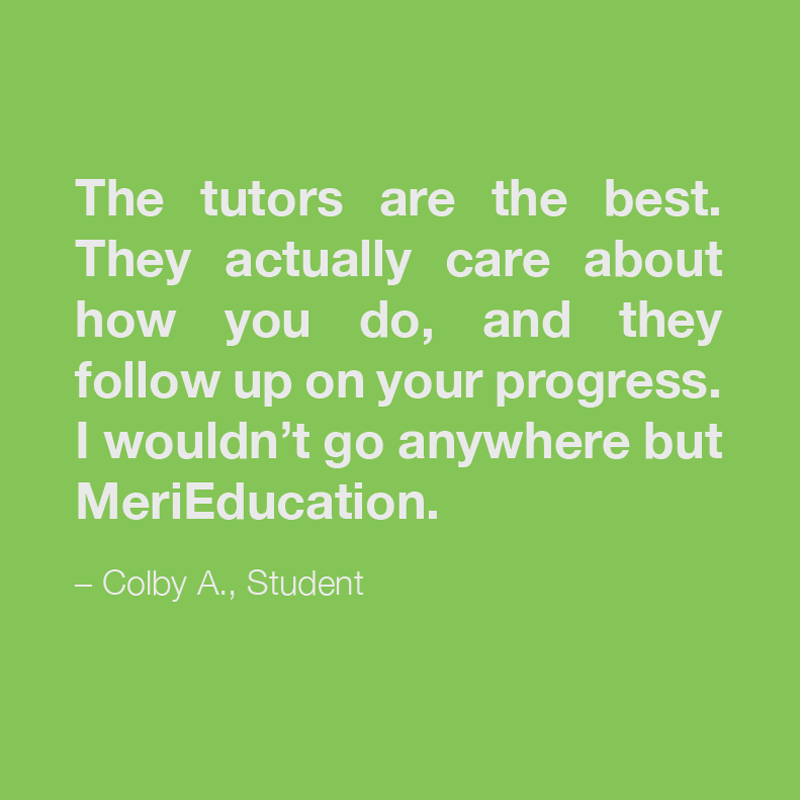 The tutors are the best.
They actually care about
how you do, and they
follow up on your progress.
I wouldn’t go anywhere but
MeriEducation.
– Colby A., Student